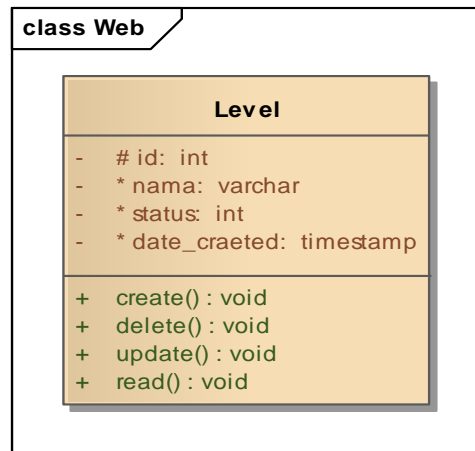 class Web
Level
- # id: int
- * nama: varchar
- * status: int
- * date_craeted: timestamp
+ create() : void
+ delete() : void
+ update() : void
+ read() : void